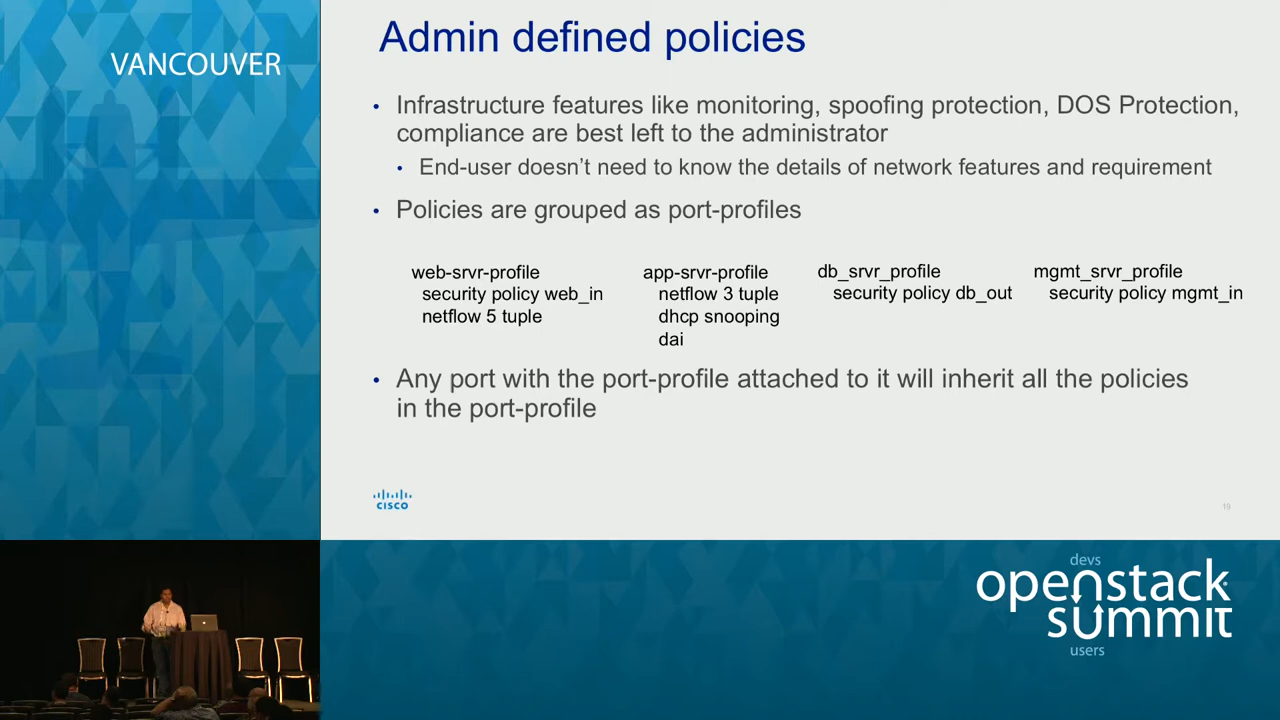 VANCOUVER
Admin defined policies
• Infrastructure features like monitoring, spoofing protection, DOS Protection,
compliance are best left to the administrator
• End-user doesn’t need to know the details of network features and requirement
• Policies are grouped as port-profiles
web-srvr-profile
security policy web_in
netflow 5 tuple
app-srvr-profile
netflow 3 tuple
dhcp snooping
dai
db_srvr_profile
security policy db_out
mgmt_srvr_profile
security policy mgmt_in
• Any port with the port-profile attached to it will inherit all the policies
in the port-profile
CISCO
19
devs
openstack
summit
users